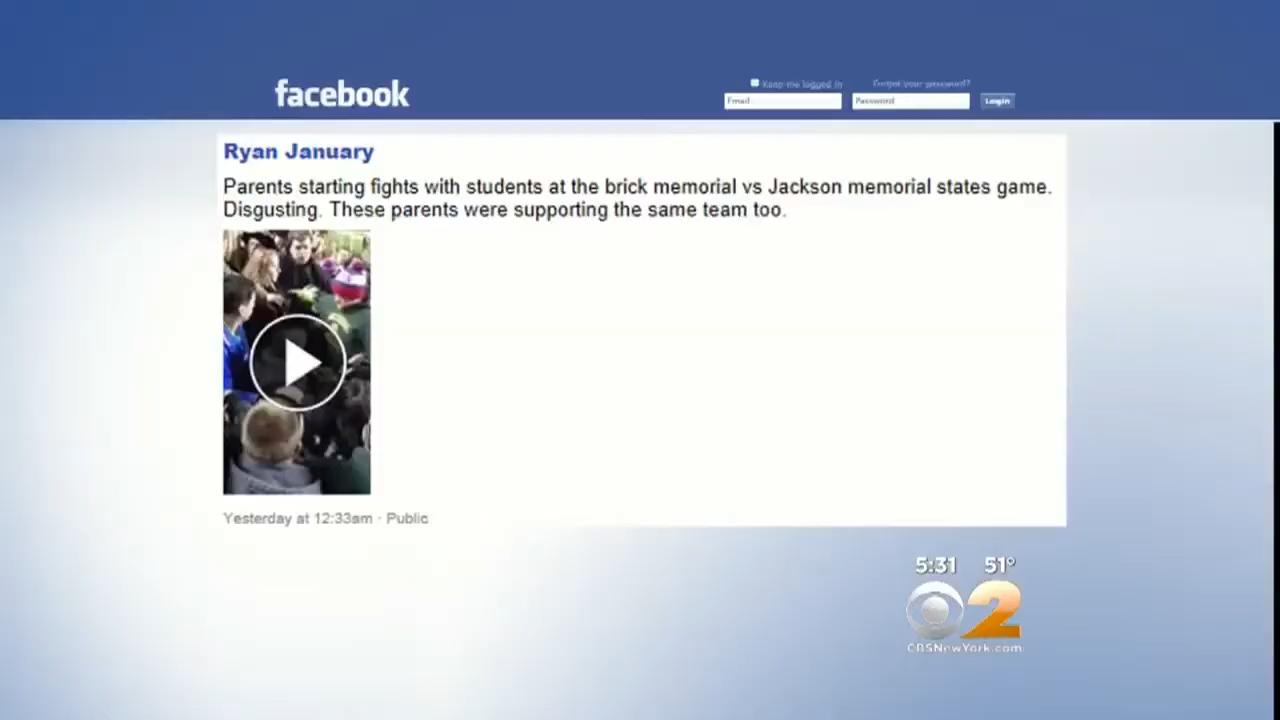 facebook
Keep me logged in
Forgot your password?
Email
Password
Login
Ryan January
Parents starting fights with students at the brick memorial vs Jackson memorial states game.
Disgusting. These parents were supporting the same team too.
Yesterday at 12:33am · Public
5:31 51°
2
CBSNewYork.com